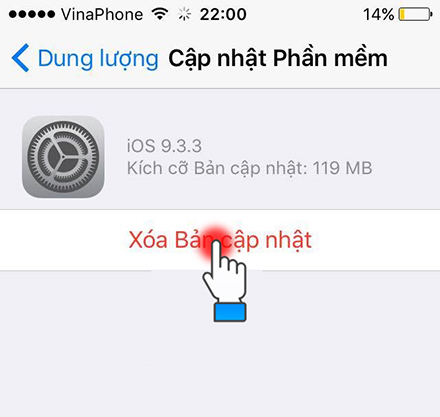 VinaPhone 22:00 14%
Dung lượng Cập nhật Phần mềm
iOS 9.3.3
Kích cỡ Bản cập nhật: 119 MB
Xóa Bản cập nhật